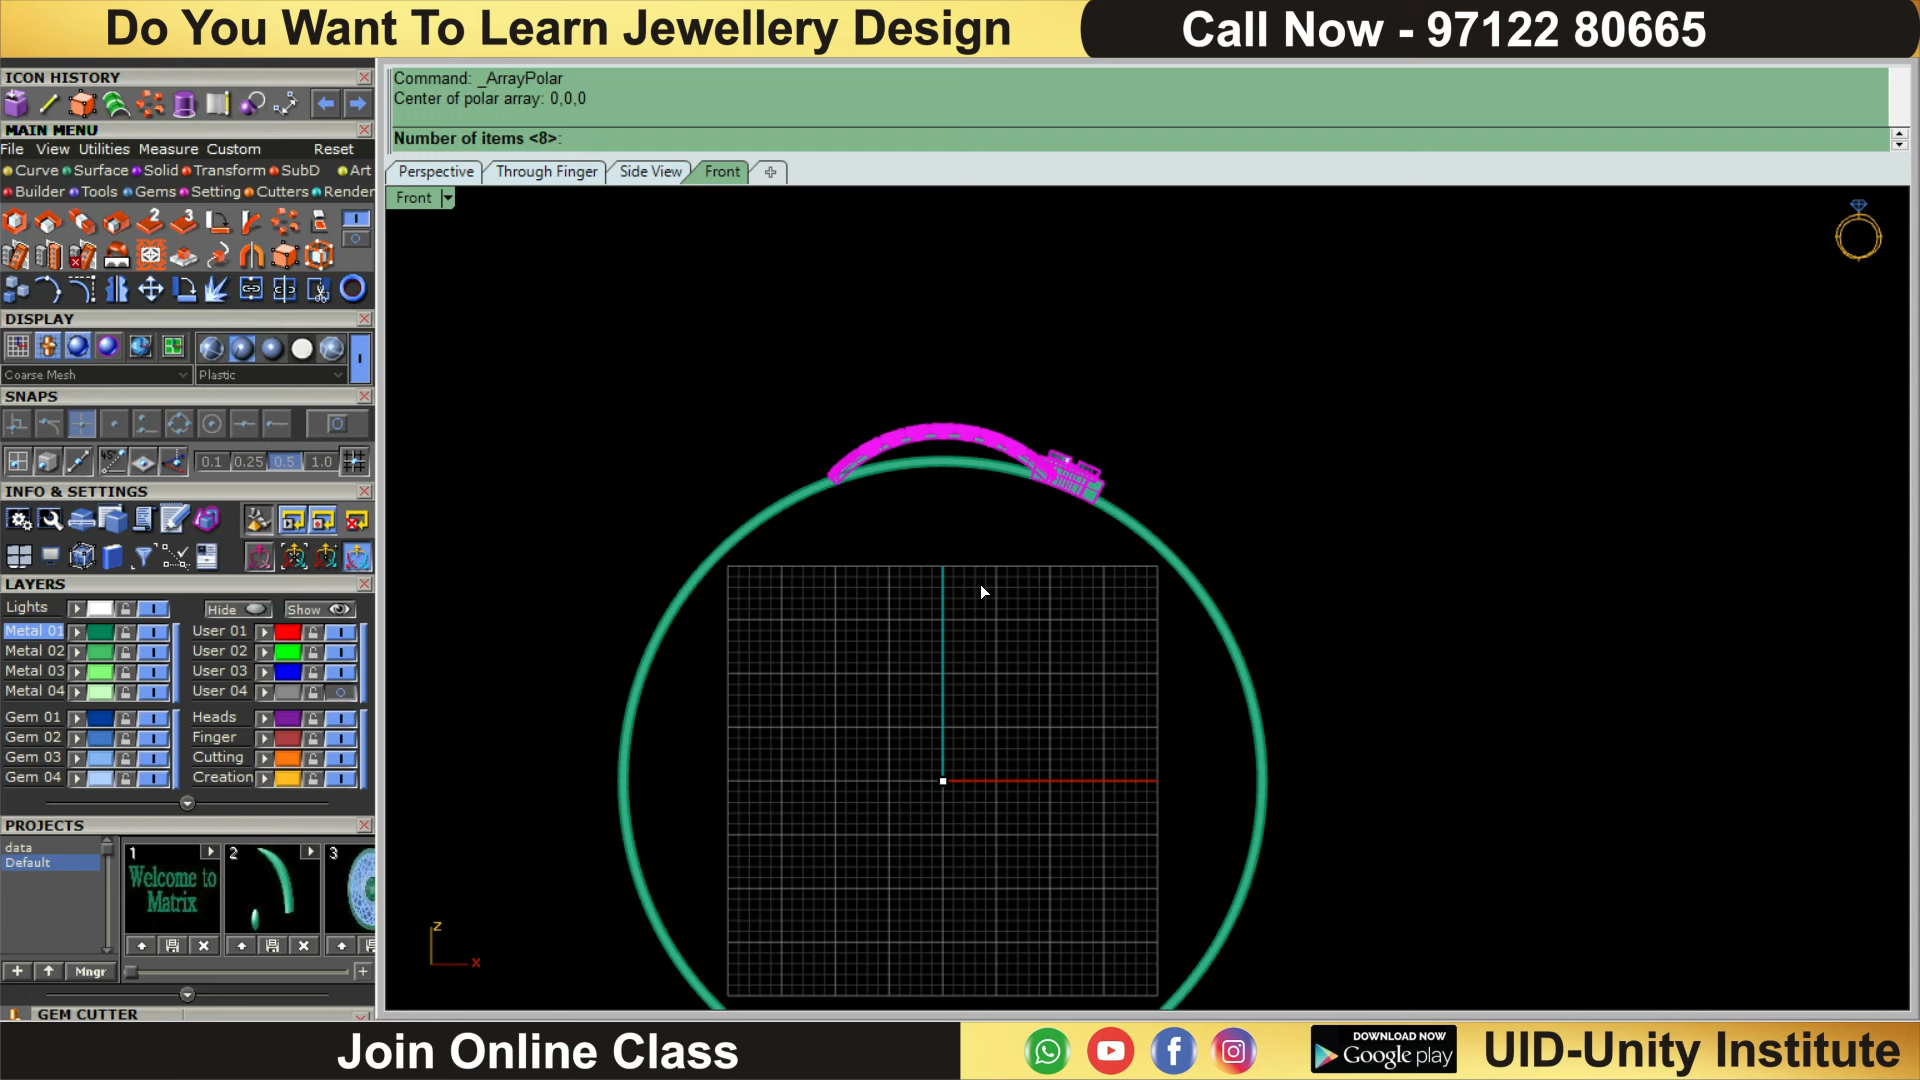 Do You Want To Learn Jewellery Design
Call Now - 97122 80665
ICON HISTORY
MAIN MENU
File View Utilities Measure Custom Reset
Curve Surface Solid Transform SubD Art
Builder Tools Gems Setting Cutters Render
2 3
DISPLAY
Coarse Mesh Plastic
SNAPS
0.1 0.25 0.5 1.0
INFO & SETTINGS
LAYERS
Lights Hide Show
Metal 01 User 01
Metal 02 User 02
Metal 03 User 03
Metal 04 User 04
Gem 01 Heads
Gem 02 Finger
Gem 03 Cutting
Gem 04 Creation
PROJECTS
data
Default
1 2 3
Welcome to
Matrix
Mngr
GEM CUTTER
Command: _ArrayPolar
Center of polar array: 0,0,0
Number of items <8>:
Perspective Through Finger Side View Front
Front
z
x
Join Online Class
DOWNLOAD NOW
Google play
UID-Unity Institute